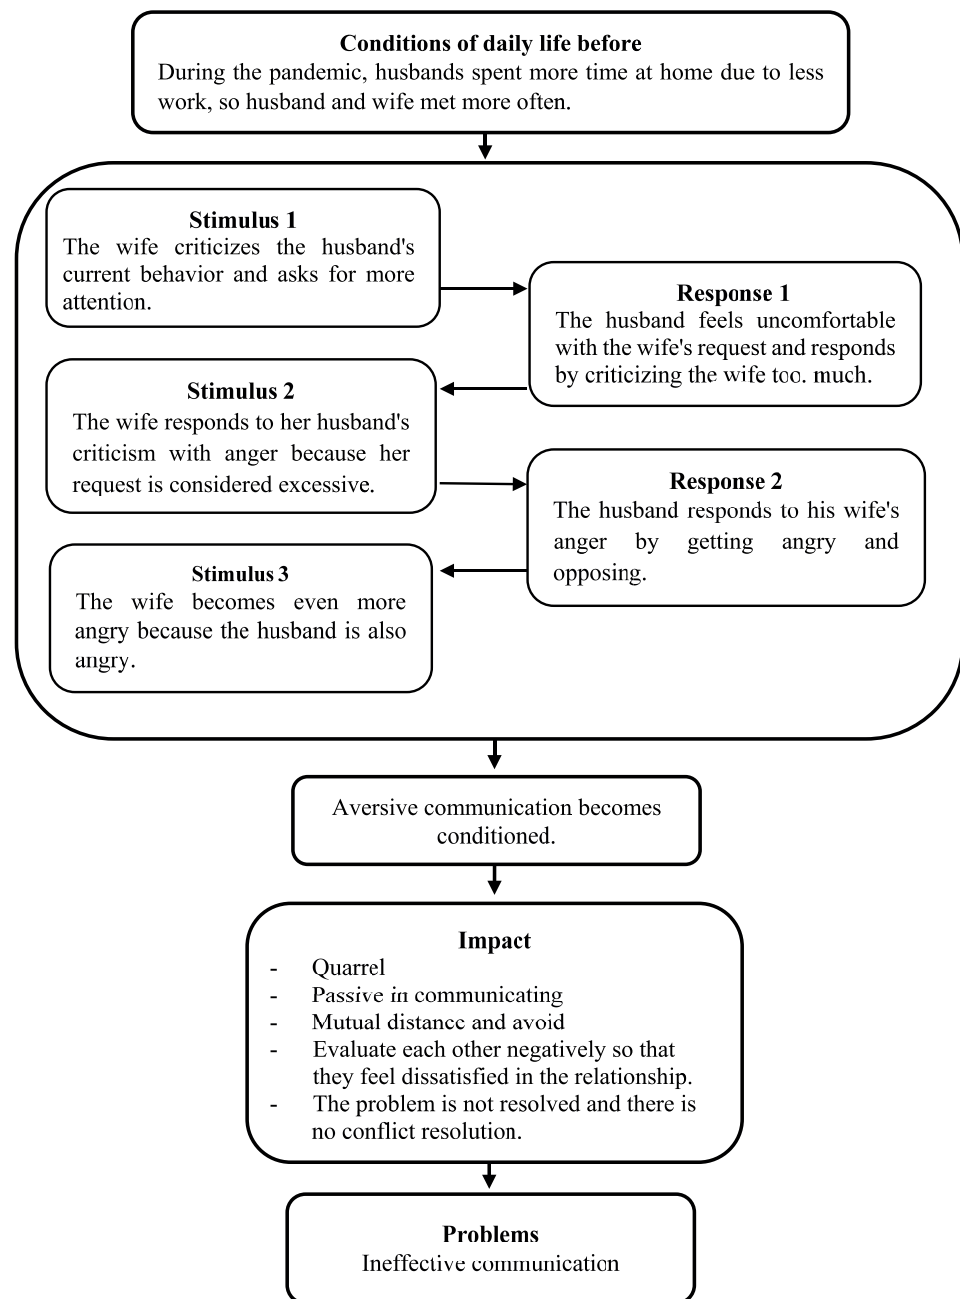 Conditions of daily life before
During the pandemic, husbands spent more time at home due to less
work, so husband and wife met more often.
Stimulus 1
The wife criticizes the husband's
current behavior and asks for more
attention.
Response 1
The husband feels uncomfortable
with the wife's request and responds
by criticizing the wife too. much.
Stimulus 2
The wife responds to her husband's
criticism with anger because her
request is considered excessive.
Response 2
The husband responds to his wife's
anger by getting angry and
opposing.
Stimulus 3
The wife becomes even more
angry because the husband is also
angry.
Aversive communication becomes
conditioned.
Impact
- Quarrel
- Passive in communicating
- Mutual distance and avoid
- Evaluate each other negatively so that
they feel dissatisfied in the relationship.
- The problem is not resolved and there is
no conflict resolution.
Problems
Ineffective communication